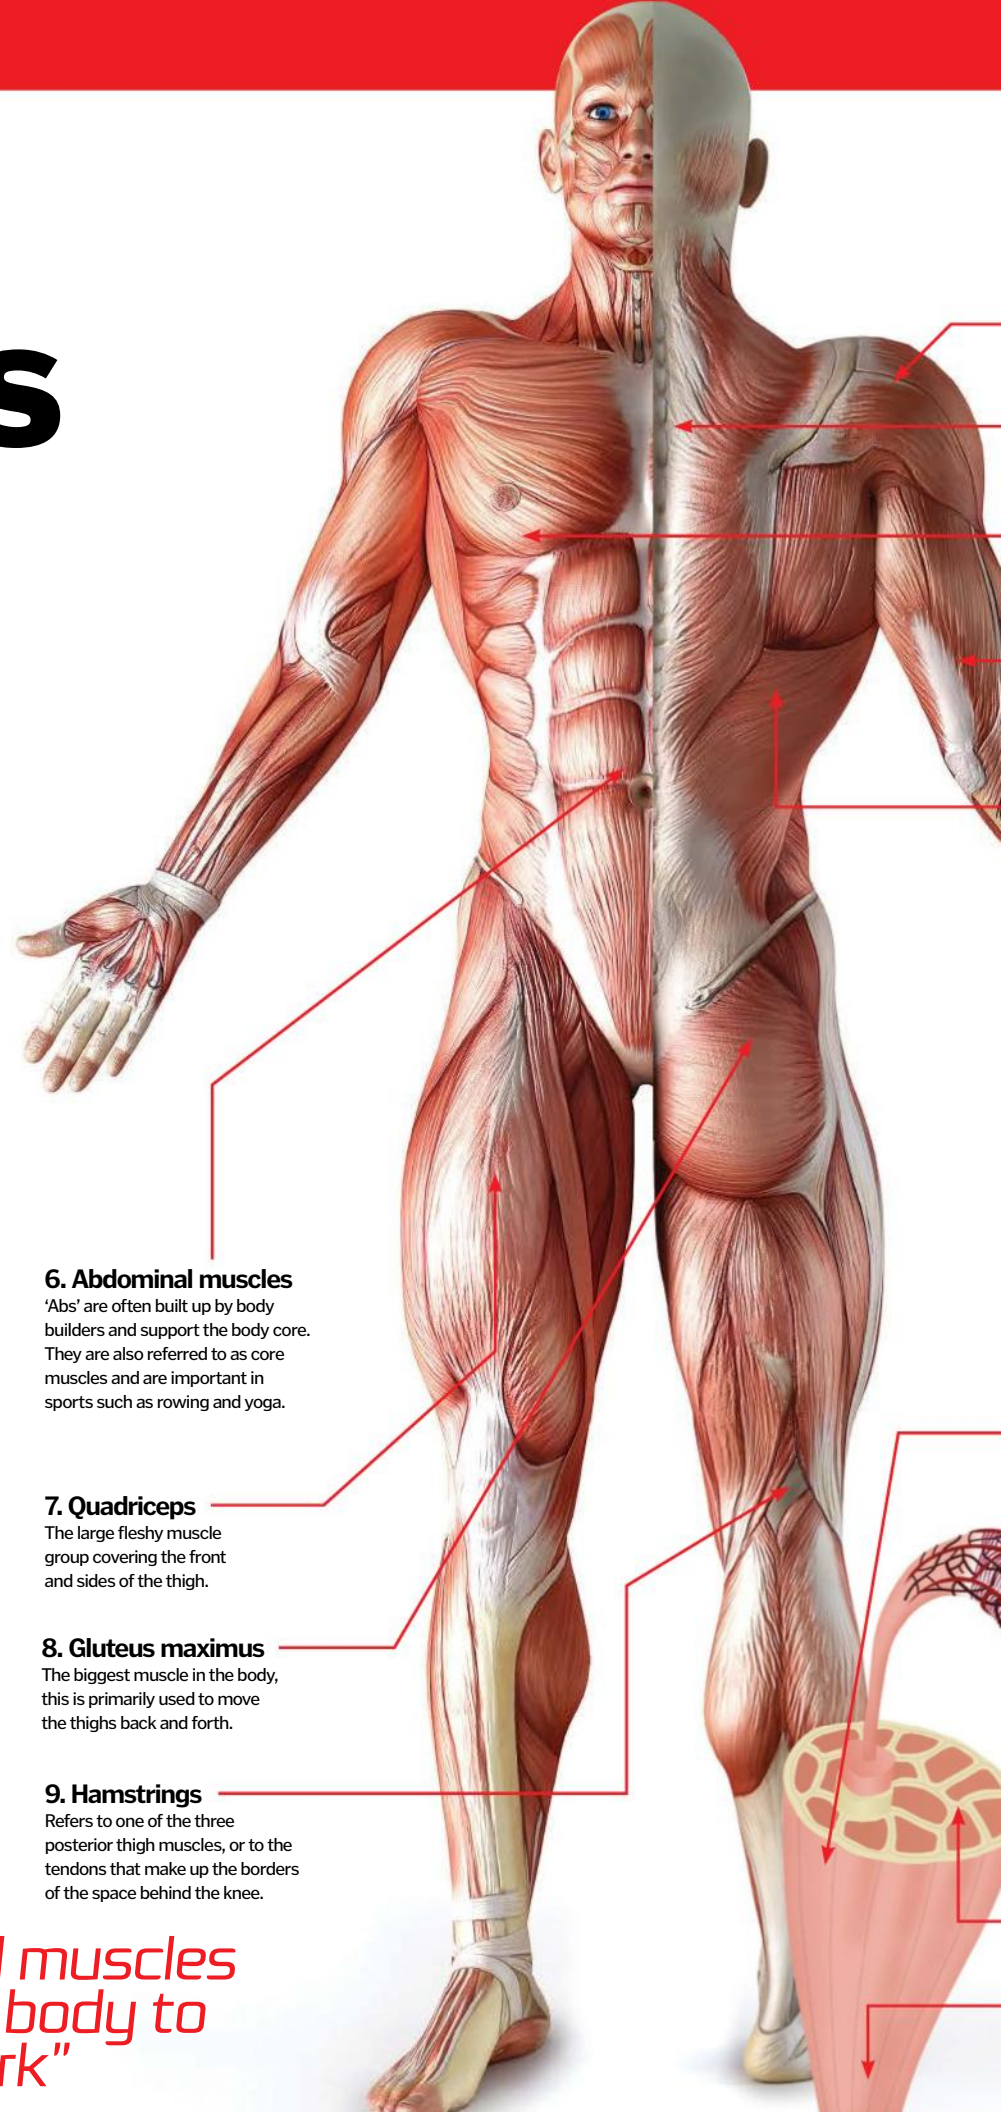 s
6. Abdominal muscles
‘Abs’ are often built up by body
builders and support the body core.
They are also referred to as core
muscles and are important in
sports such as rowing and yoga.
7. Quadriceps
The large fleshy muscle
group covering the front
and sides of the thigh.
8. Gluteus maximus
The biggest muscle in the body,
this is primarily used to move
the thighs back and forth.
9. Hamstrings
Refers to one of the three
posterior thigh muscles, or to the
tendons that make up the borders
of the space behind the knee.
muscles
body to
rk”